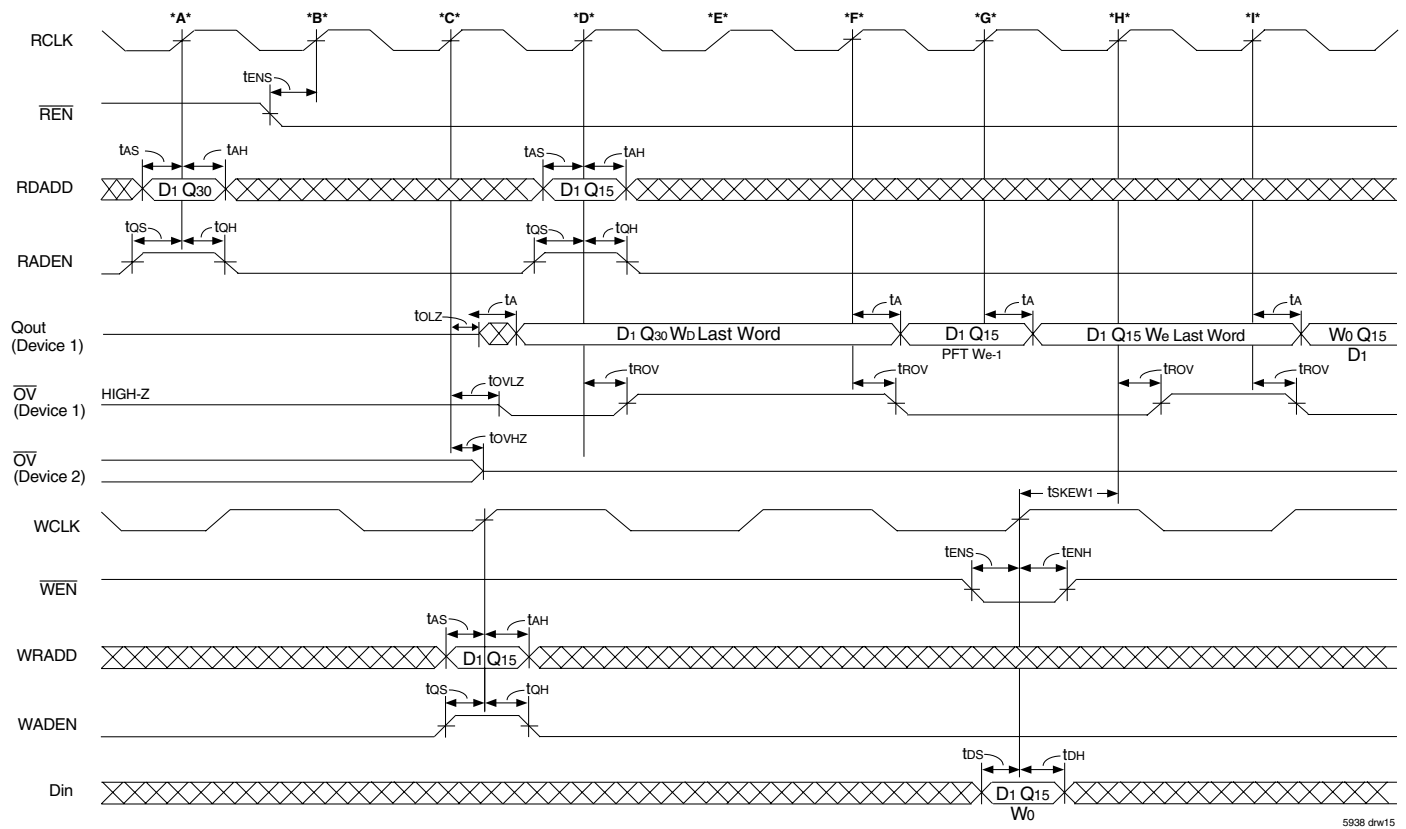 *A* *B* *C* *D* *E* *F* *G* *H* *I*
RCLK
tENS
REN
tAS tAH tAS tAH
RDADD D1 Q30 D1 Q15
tQS tQH tQS tQH
RADEN
tOLZ tA tA tA tA
Qout
(Device 1)
D1 Q30 WD Last Word D1 Q15 D1 Q15 We Last Word W0 Q15
PFT We-1 D1
tOVLZ tROV tROV tROV tROV
OV
(Device 1)
HIGH-Z
tOVHZ
OV
(Device 2)
tSKEW1
WCLK
tENS tENH
WEN
tAS tAH
WRADD D1 Q15
tQS tQH
WADEN
tDS tDH
Din D1 Q15
W0
5938 drw15